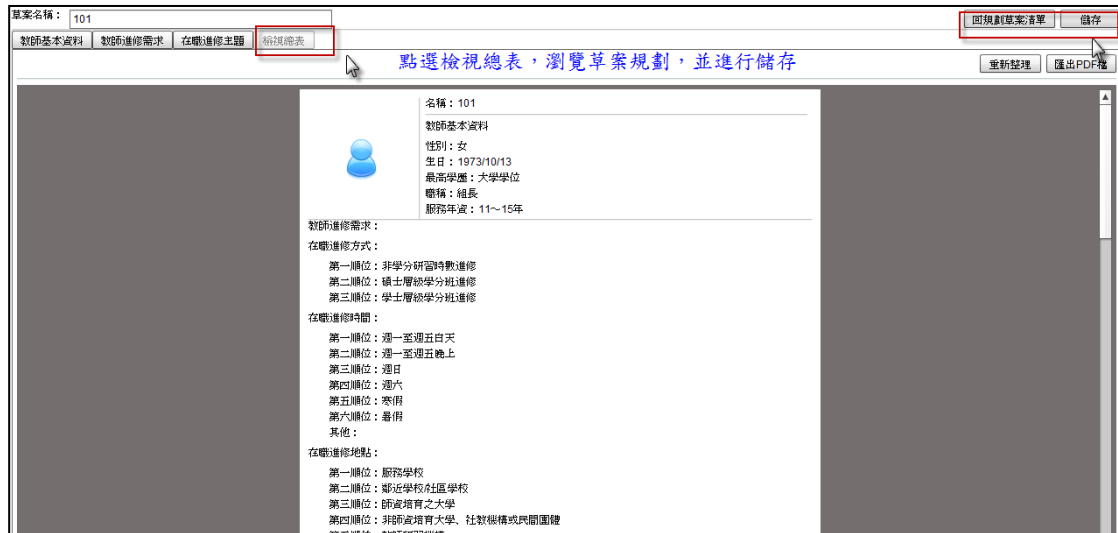 草案名稱： 101
回規劃草案清單 儲存
教師基本資料 教師進修需求 在職進修主題 檢視總表
點選檢視總表，瀏覽草案規劃，並進行儲存
重新整理 匯出PDF檔
名稱：101
教師基本資料
性別：女
生日：1973/10/13
最高學歷：大學學位
職稱：組長
服務年資：11～15年
教師進修需求：
在職進修方式：
第一順位：非學分研習時數進修
第二順位：碩士層級學分班進修
第三順位：學士層級學分班進修
在職進修時間：
第一順位：週一至週五白天
第二順位：週一至週五晚上
第三順位：週日
第四順位：週六
第五順位：寒假
第六順位：暑假
其他：
在職進修地點：
第一順位：服務學校
第二順位：鄰近學校/社區學校
第三順位：師資培育之大學
第四順位：非師資培育大學、社教機構或民間團體